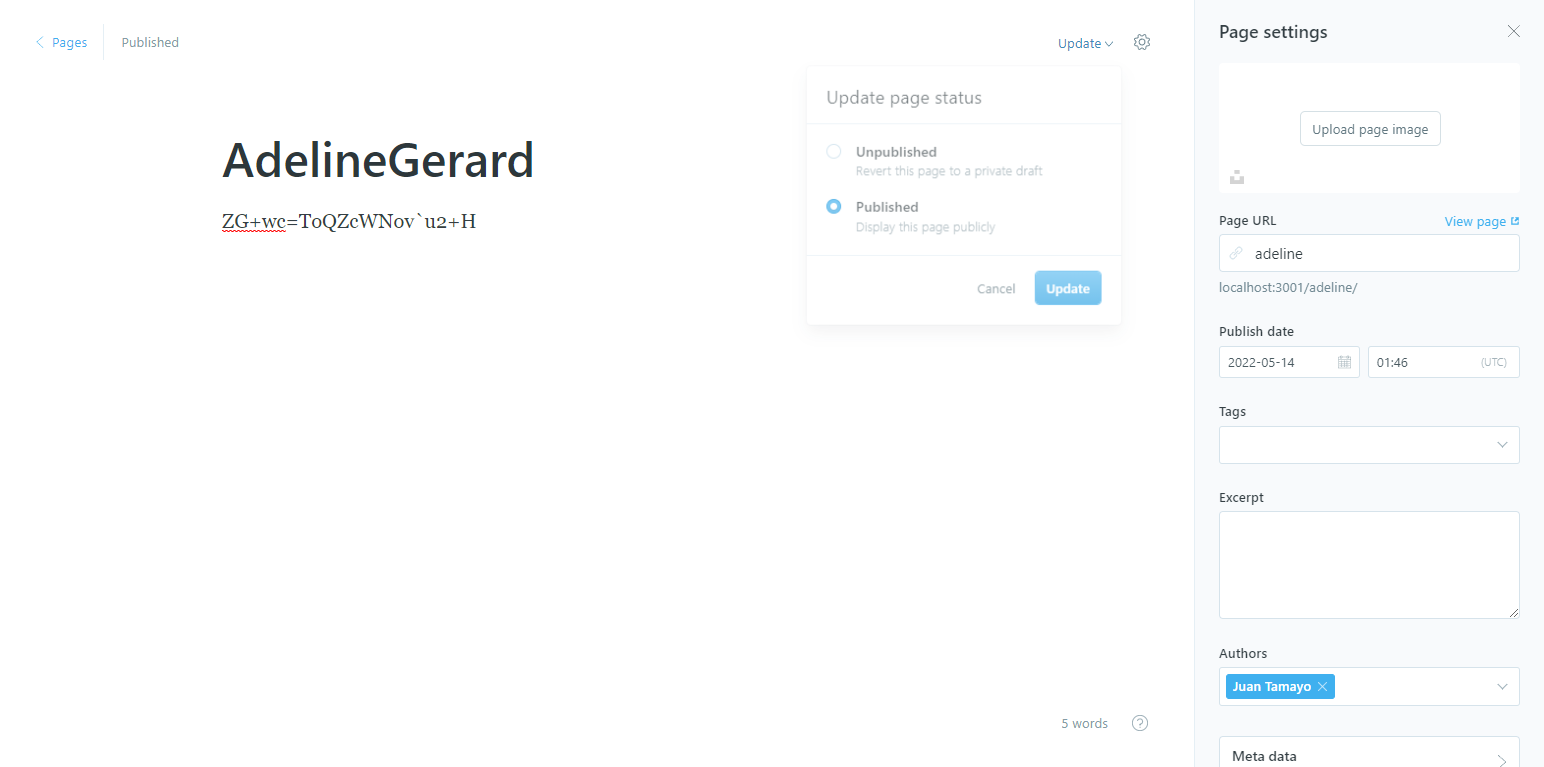 Pages
Published
Update
AdelineGerard
ZG+wc=ToQZcWNov`u2+H
Update page status
Unpublished
Revert this page to a private draft
Published
Display this page publicly
Cancel
Update
5 words
?
Page settings
Upload page image
Page URL
View page
adeline
localhost:3001/adeline/
Publish date
2022-05-14
01:46
(UTC)
Tags
Excerpt
Authors
Juan Tamayo
Meta data